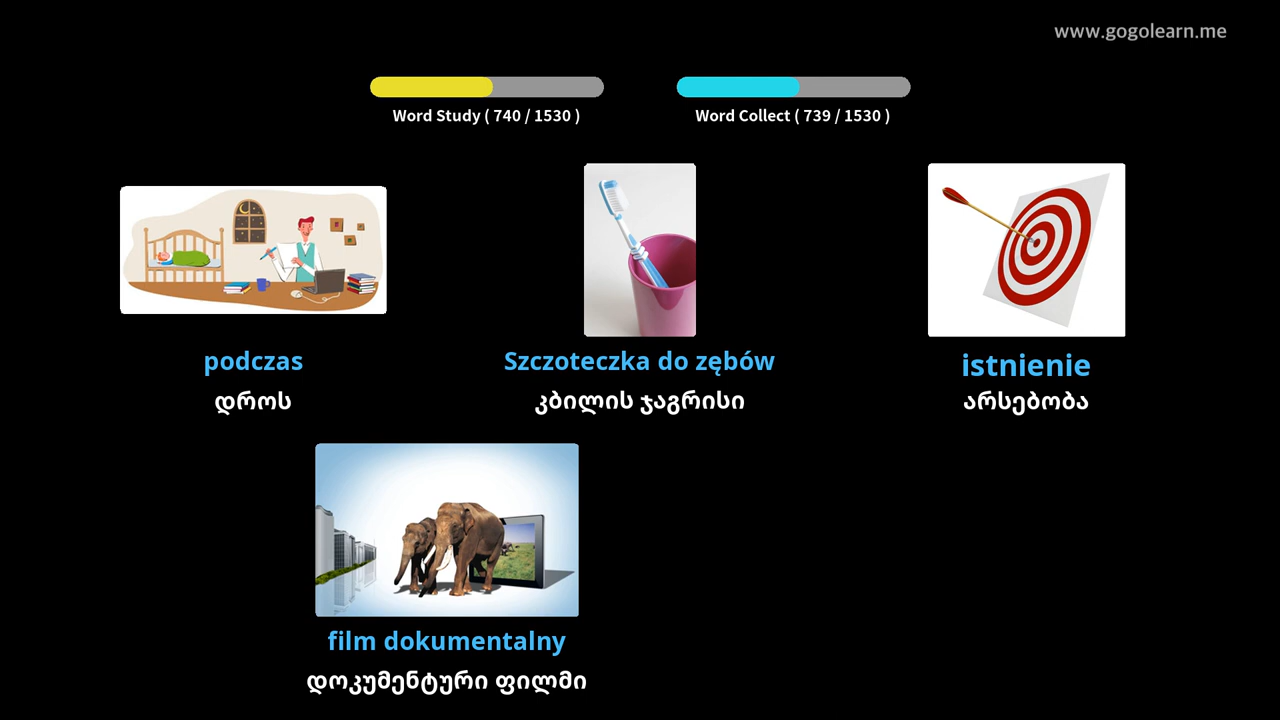 www.gogolearn.me
Word Study ( 740 / 1530 )
Word Collect ( 739 / 1530 )
podczas
დროს
Szczoteczka do zębów
კბილის ჯაგრისი
istnienie
არსებობა
film dokumentalny
დოკუმენტური ფილმი